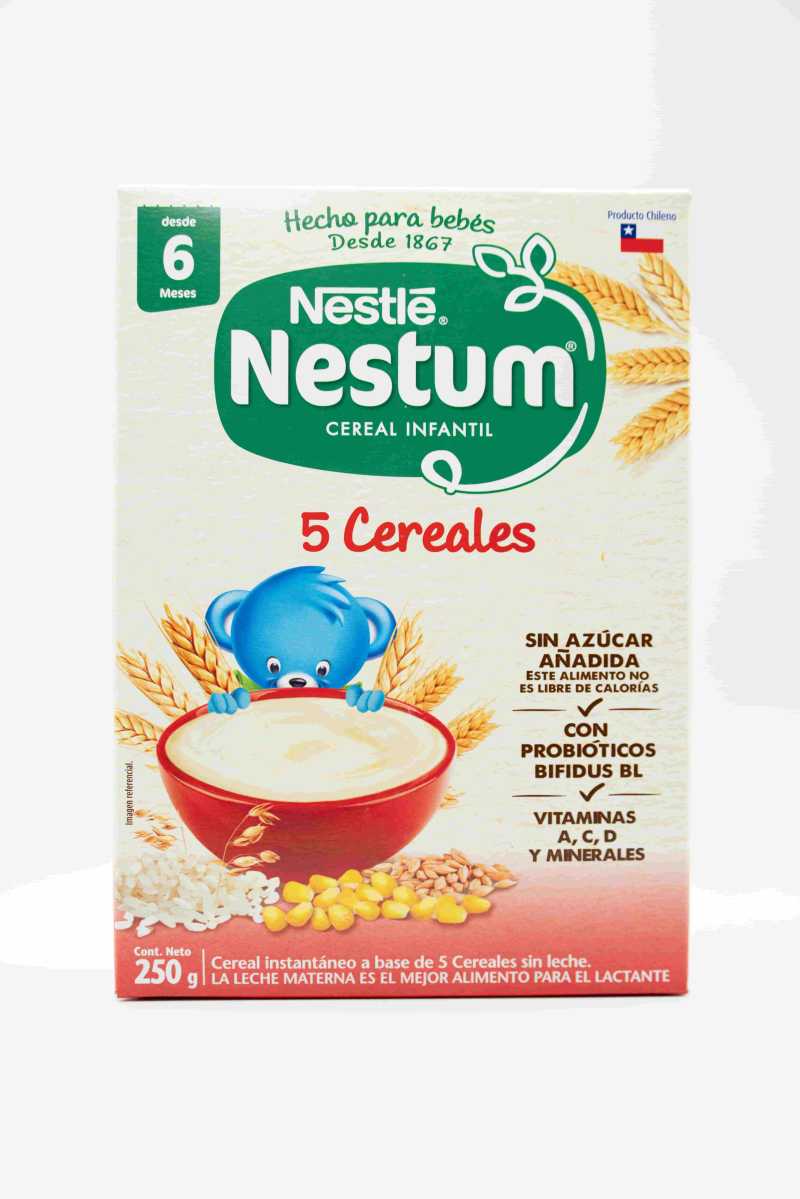 desde
6
Meses
Hecho para bebés
Desde 1867
Producto Chileno
Nestlé®
Nestum®
CEREAL INFANTIL
5 Cereales
SIN AZÚCAR
AÑADIDA
ESTE ALIMENTO NO
ES LIBRE DE CALORÍAS
CON
PROBIÓTICOS
BIFIDUS BL
VITAMINAS
A, C, D
Y MINERALES
Imagen referencial.
Cont. Neto
250 g
Cereal instantáneo a base de 5 Cereales sin leche.
LA LECHE MATERNA ES EL MEJOR ALIMENTO PARA EL LACTANTE